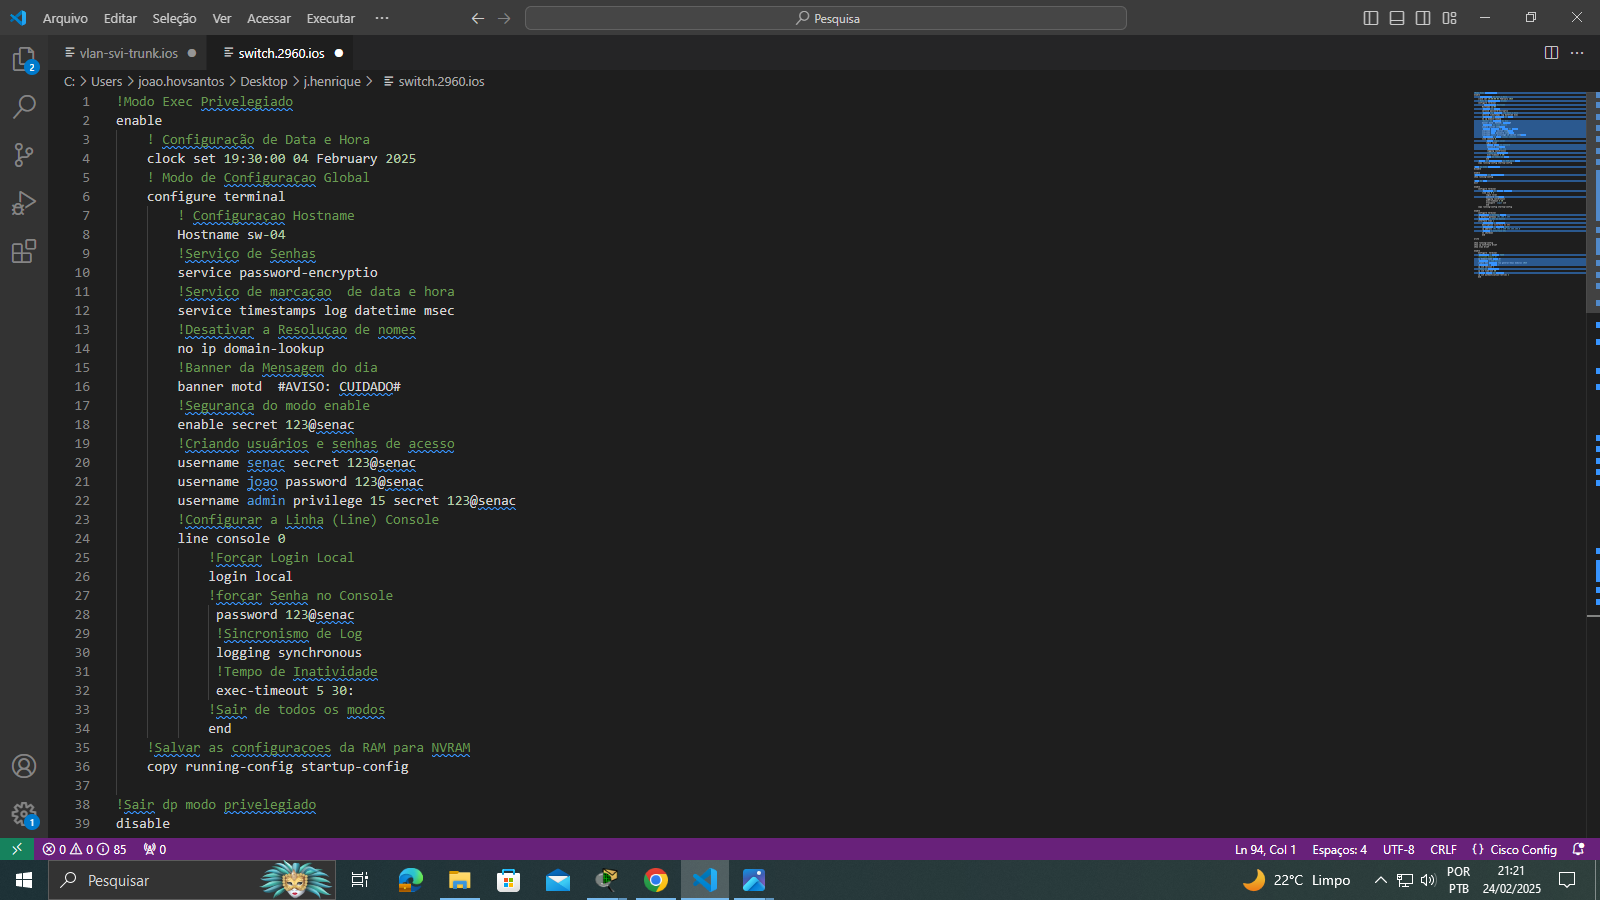 Arquivo Editar Seleção Ver Acessar Executar ··· Pesquisa
vlan-svi-trunk.ios switch.2960.ios
C: > Users > joao.hovsantos > Desktop > j.henrique > switch.2960.ios
1 !Modo Exec Privelegiado
2 enable
3 ! Configuração de Data e Hora
4 clock set 19:30:00 04 February 2025
5 ! Modo de Configuraçao Global
6 configure terminal
7 ! Configuraçao Hostname
8 Hostname sw-04
9 !Serviço de Senhas
10 service password-encryptio
11 !Serviço de marcaçao  de data e hora
12 service timestamps log datetime msec
13 !Desativar a Resoluçao de nomes
14 no ip domain-lookup
15 !Banner da Mensagem do dia
16 banner motd  #AVISO: CUIDADO#
17 !Segurança do modo enable
18 enable secret 123@senac
19 !Criando usuários e senhas de acesso
20 username senac secret 123@senac
21 username joao password 123@senac
22 username admin privilege 15 secret 123@senac
23 !Configurar a Linha (Line) Console
24 line console 0
25 !Forçar Login Local
26 login local
27 !forçar Senha no Console
28 password 123@senac
29 !Sincronismo de Log
30 logging synchronous
31 !Tempo de Inatividade
32 exec-timeout 5 30:
33 !Sair de todos os modos
34 end
35 !Salvar as configuraçoes da RAM para NVRAM
36 copy running-config startup-config
37
38 !Sair dp modo privelegiado
39 disable
2
1
0 0 85 0 Ln 94, Col 1 Espaços: 4 UTF-8 CRLF {} Cisco Config
Pesquisar 22°C Limpo POR PTB 21:21 24/02/2025